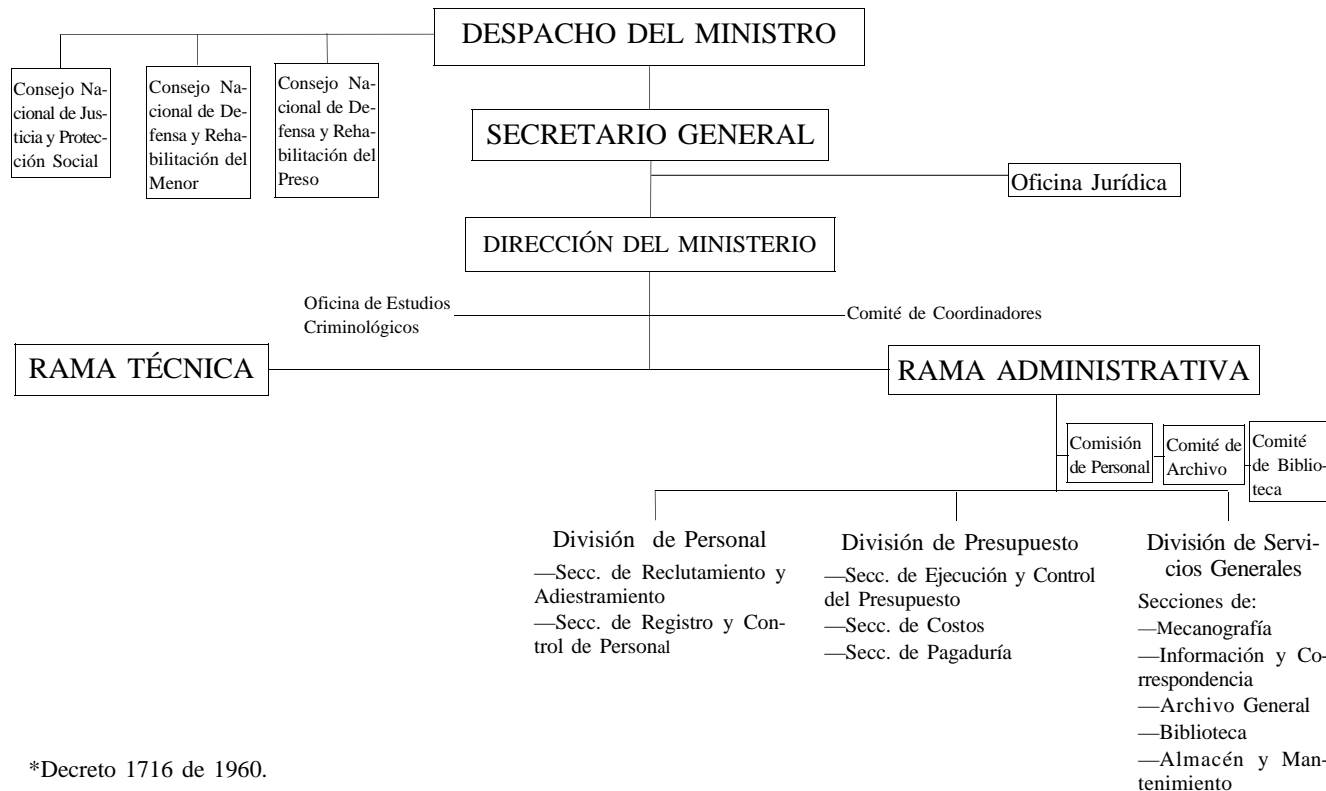 DESPACHO DEL MINISTRO
Consejo Na-
cional de Jus-
ticia y Protec-
ción Social
Consejo Na-
cional de De-
fensa y Reha-
bilitación del
Menor
Consejo Na-
cional de De-
fensa y Reha-
bilitación del
Preso
SECRETARIO GENERAL
Oficina Jurídica
DIRECCIÓN DEL MINISTERIO
Oficina de Estudios
Criminológicos
Comité de Coordinadores
RAMA TÉCNICA
RAMA ADMINISTRATIVA
Comisión
de Personal
Comité de
Archivo
Comité
de Biblio-
teca
División de Personal
—Secc. de Reclutamiento y
Adiestramiento
—Secc. de Registro y Con-
trol de Personal
División de Presupuesto
—Secc. de Ejecución y Control
del Presupuesto
—Secc. de Costos
—Secc. de Pagaduría
División de Servi-
cios Generales
Secciones de:
—Mecanografía
—Información y Co-
rrespondencia
—Archivo General
—Biblioteca
—Almacén y Man-
tenimiento
*Decreto 1716 de 1960.